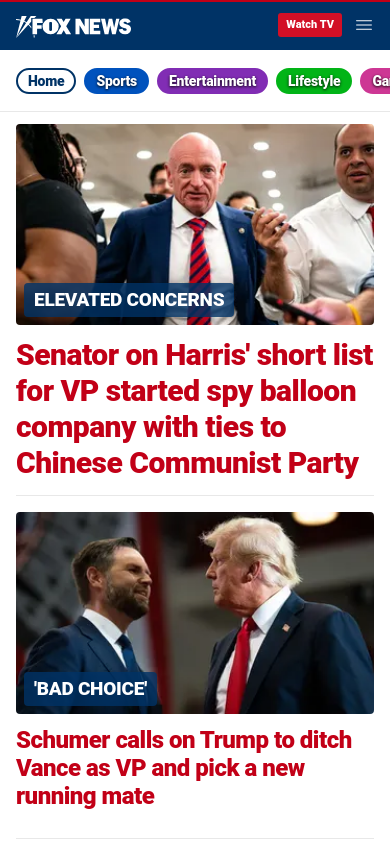 FOX NEWS
Watch TV
Home
Sports
Entertainment
Lifestyle
ELEVATED CONCERNS
Senator on Harris' short list
for VP started spy balloon
company with ties to
Chinese Communist Party
'BAD CHOICE'
Schumer calls on Trump to ditch
Vance as VP and pick a new
running mate